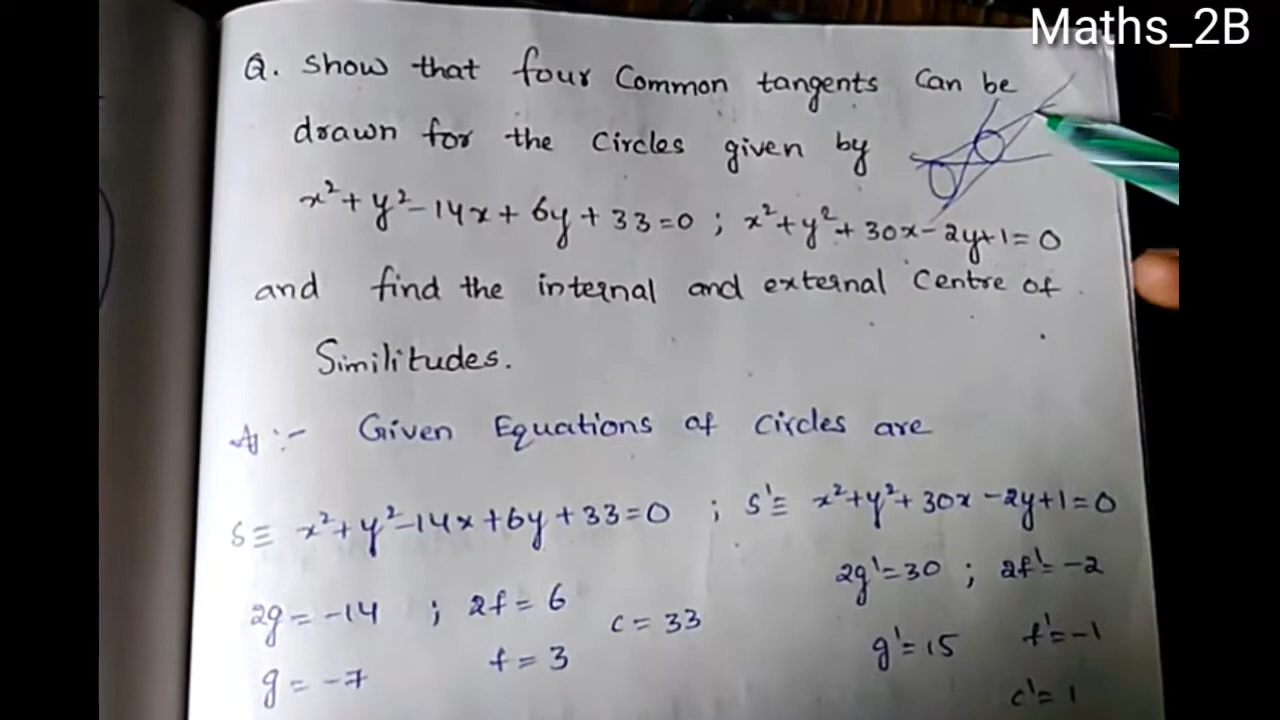 Maths_2B
Q. Show that four Common tangents Can be
drawn for the Circles given by
x²+y²-14x+6y+33=0 ; x²+y²+30x-2y+1=0
and find the internal and external Centre of
Similitudes.
A:- Given Equations of Circles are
S≡ x²+y²-14x+6y+33=0 ; S'≡ x²+y²+30x-2y+1=0
2g=-14 ; 2f=6 c=33 2g'=30 ; 2f'=-2
g=-7 f=3 g'=15 f'=-1
c'=1